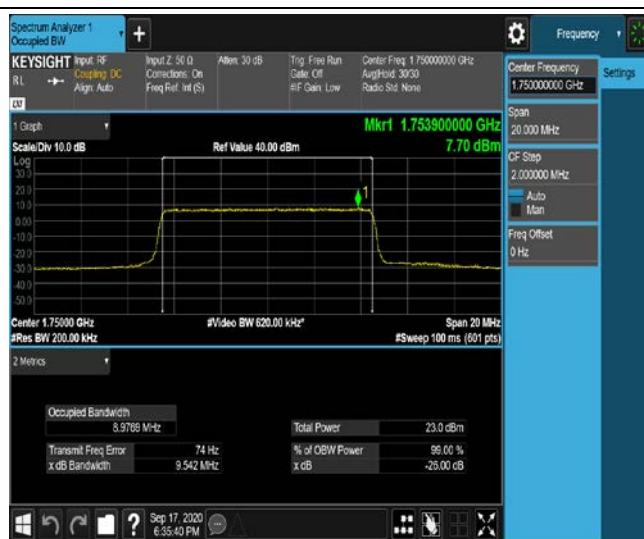 Spectrum Analyzer 1
Occupied BW
+
Frequency
KEYSIGHT
Input: RF
Coupling: DC
Align: Auto
Input Z: 50 Ω
Corrections: On
Freq Ref: Int (S)
Atten: 30 dB
Trig: Free Run
Gate: Off
#IF Gain: Low
Center Freq: 1.750000000 GHz
Avg|Hold: 30/30
Radio Std: None
RL
LXI
Center Frequency
1.750000000 GHz
Settings
Span
20.000 MHz
CF Step
2.000000 MHz
Auto
Man
Freq Offset
0 Hz
1 Graph
Scale/Div 10.0 dB
Ref Value 40.00 dBm
Mkr1 1.753900000 GHz
7.70 dBm
Log
30.0
20.0
10.0
0.00
-10.0
-20.0
-30.0
-40.0
-50.0
1
Center 1.75000 GHz
#Res BW 200.00 kHz
#Video BW 620.00 kHz*
Span 20 MHz
#Sweep 100 ms (601 pts)
2 Metrics
Occupied Bandwidth
8.9769 MHz
Total Power 23.0 dBm
Transmit Freq Error 74 Hz
% of OBW Power 99.00 %
x dB Bandwidth 9.542 MHz
x dB -26.00 dB
?
Sep 17, 2020
6:35:40 PM